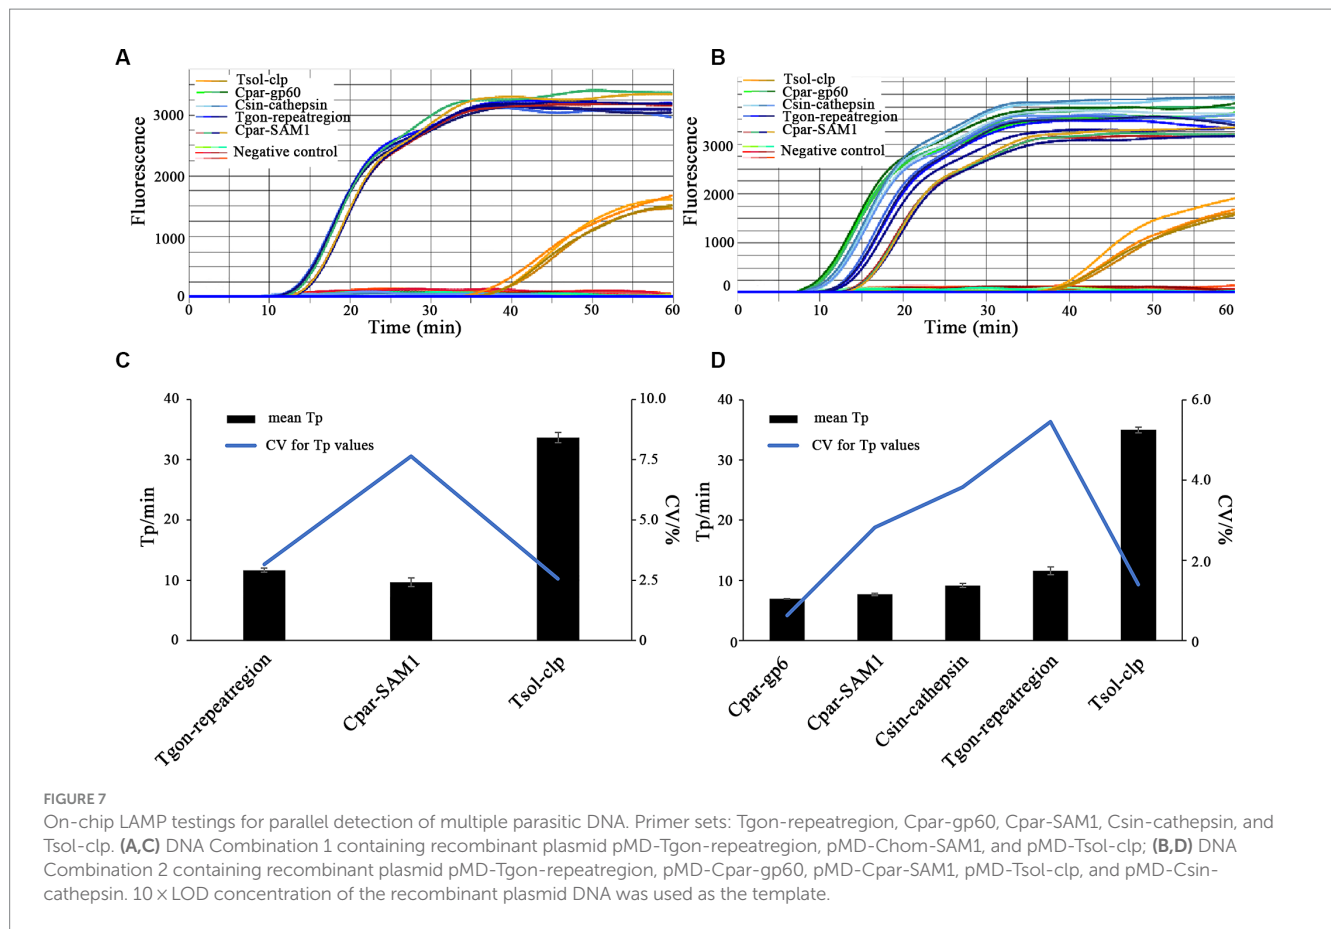 A
Tsol-clp
Cpar-gp60
Csin-cathepsin
Tgon-repeatregion
Cpar-SAM1
Negative control
Fluorescence
3000
2000
1000
0
0
10
20
30
40
50
60
Time (min)
B
Tsol-clp
Cpar-gp60
Csin-cathepsin
Tgon-repeatregion
Cpar-SAM1
Negative control
Fluorescence
3000
2000
1000
0
0
10
20
30
40
50
60
Time (min)
C
mean Tp
CV for Tp values
Tp/min
40
30
20
10
0
10.0
7.5
5.0
2.5
0
CV/%
Tgon-repeatregion
Cpar-SAM1
Tsol-clp
D
mean Tp
CV for Tp values
Tp/min
40
30
20
10
0
6.0
4.0
2.0
0
CV/%
Cpar-gp6
Cpar-SAM1
Csin-cathepsin
Tgon-repeatregion
Tsol-clp
FIGURE 7
On-chip LAMP testings for parallel detection of multiple parasitic DNA. Primer sets: Tgon-repeatregion, Cpar-gp60, Cpar-SAM1, Csin-cathepsin, and
Tsol-clp. (A,C) DNA Combination 1 containing recombinant plasmid pMD-Tgon-repeatregion, pMD-Chom-SAM1, and pMD-Tsol-clp; (B,D) DNA
Combination 2 containing recombinant plasmid pMD-Tgon-repeatregion, pMD-Cpar-gp60, pMD-Cpar-SAM1, pMD-Tsol-clp, and pMD-Csin-
cathepsin. 10 × LOD concentration of the recombinant plasmid DNA was used as the template.